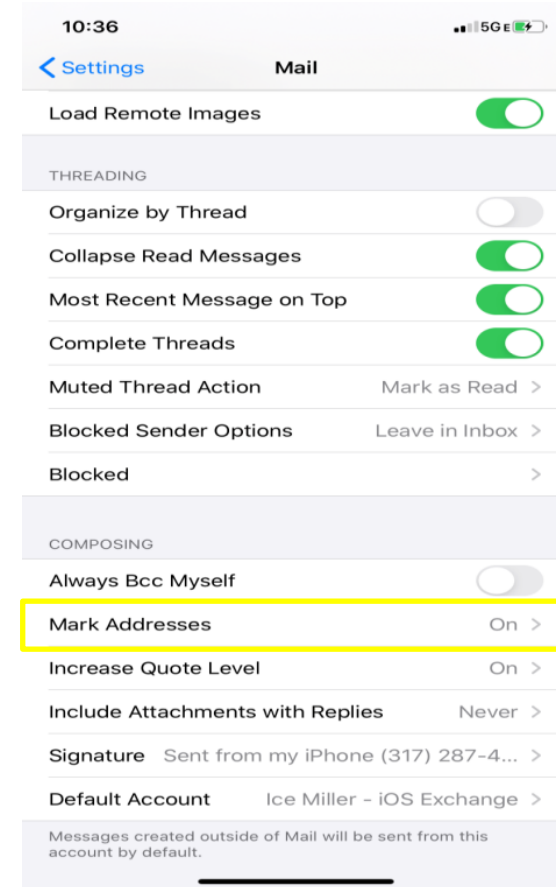 10:36 5G E
Settings Mail
Load Remote Images
THREADING
Organize by Thread
Collapse Read Messages
Most Recent Message on Top
Complete Threads
Muted Thread Action Mark as Read >
Blocked Sender Options Leave in Inbox >
Blocked >
COMPOSING
Always Bcc Myself
Mark Addresses On >
Increase Quote Level On >
Include Attachments with Replies Never >
Signature Sent from my iPhone (317) 287-4... >
Default Account Ice Miller - iOS Exchange >
Messages created outside of Mail will be sent from this
account by default.